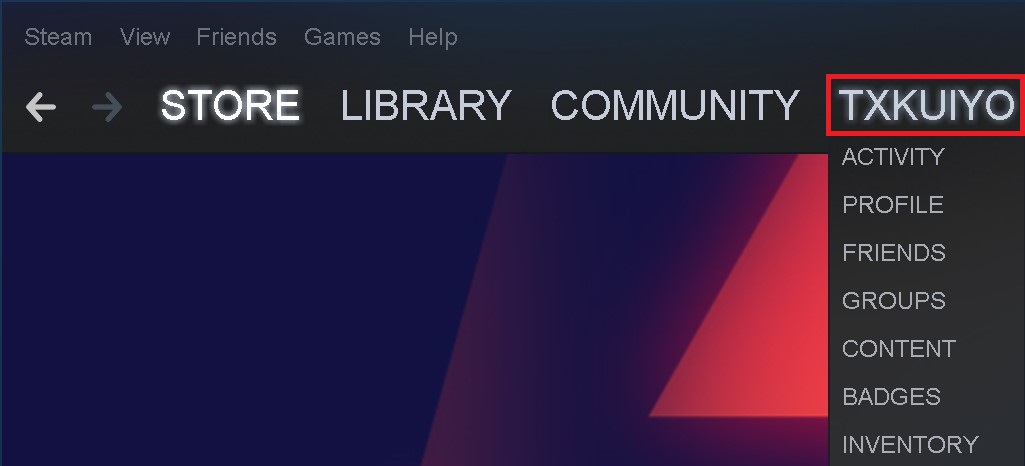 Steam View Friends Games Help
STORE LIBRARY COMMUNITY TXKUIYO
ACTIVITY
PROFILE
FRIENDS
GROUPS
CONTENT
BADGES
INVENTORY